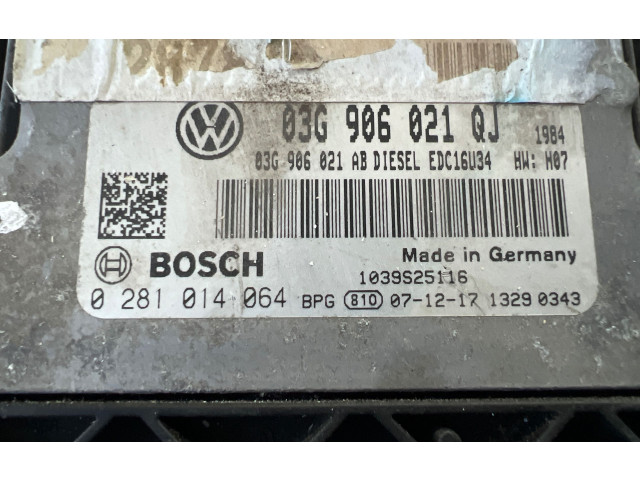 03G 906 021 QJ 1984
03G 906 021 AB DIESEL EDC16U34 HW: H07
BOSCH Made in Germany
1039S25116
0 281 014 064 BPG 810 07-12-17 1329 0343